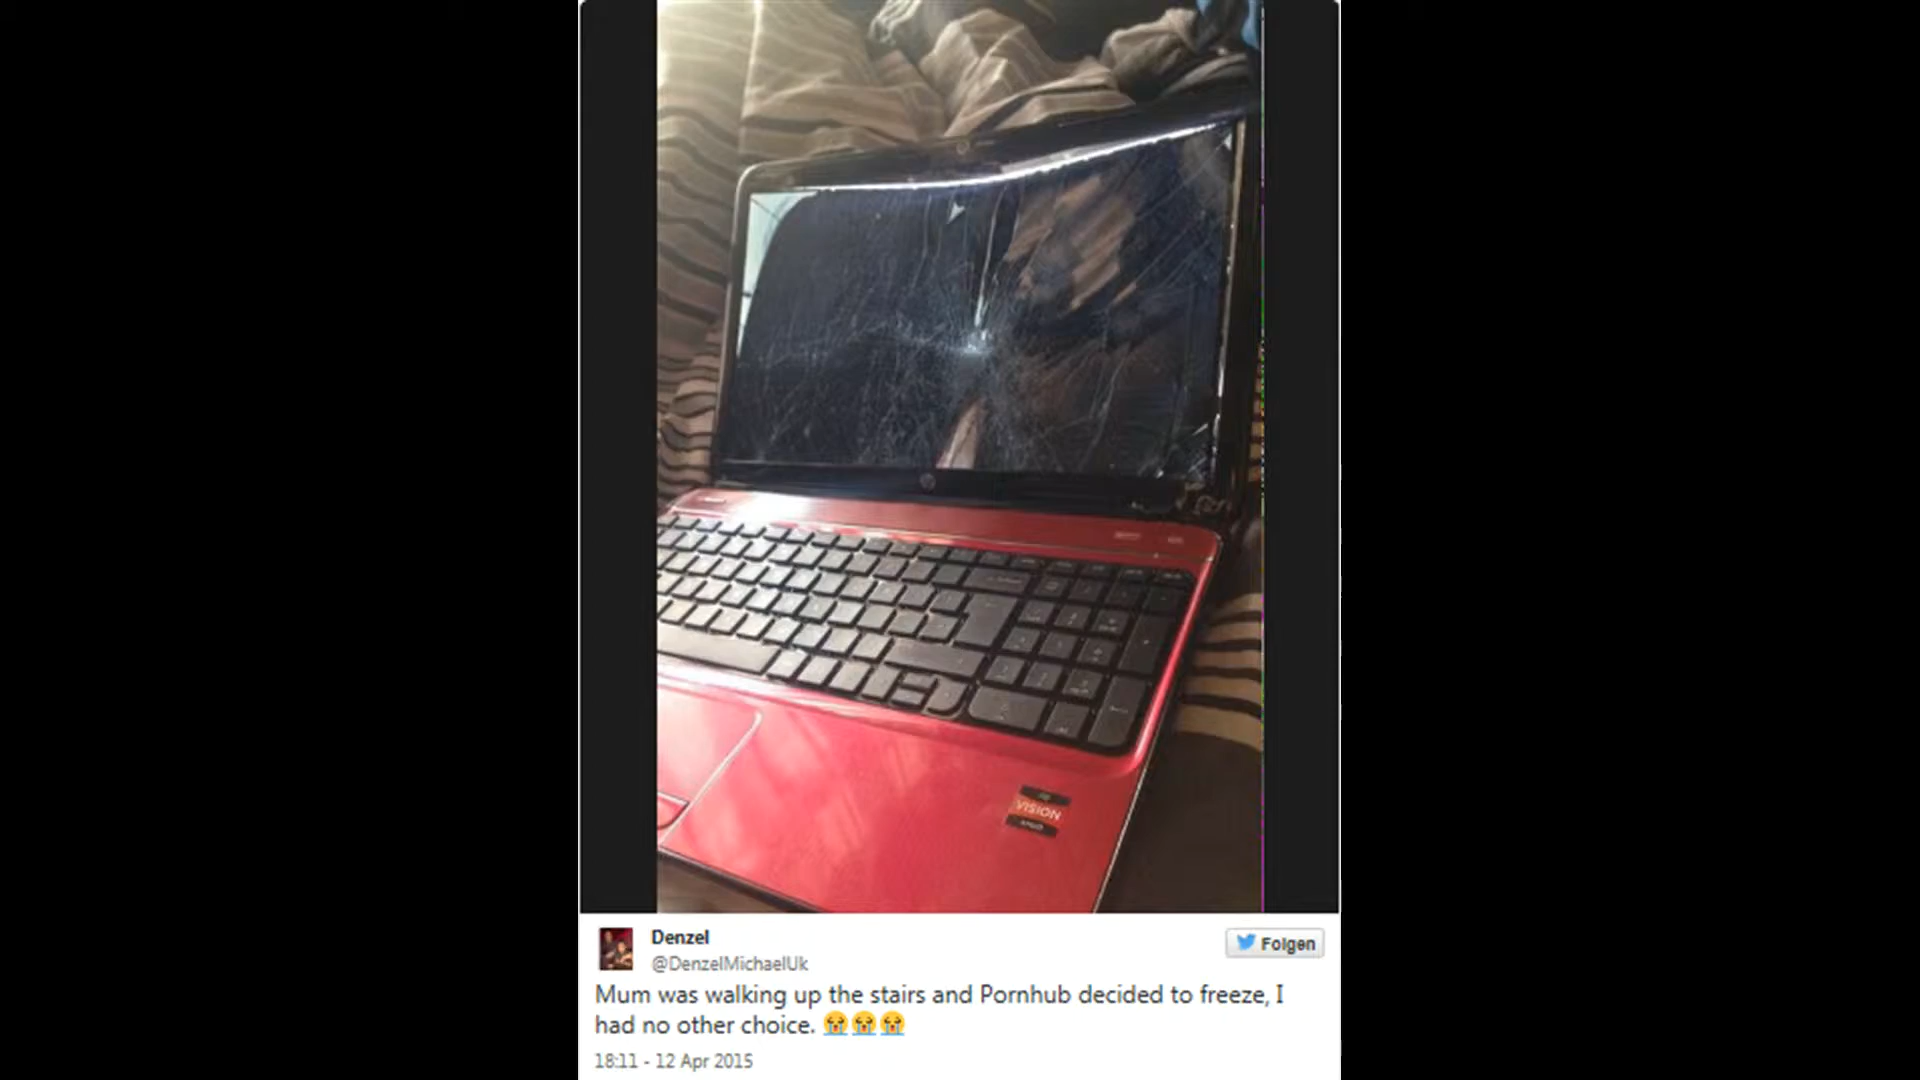 VISION
Denzel
Folgen
@DenzelMichaelUk
Mum was walking up the stairs and Pornhub decided to freeze, I
had no other choice. 😭😭😭
18:11 - 12 Apr 2015